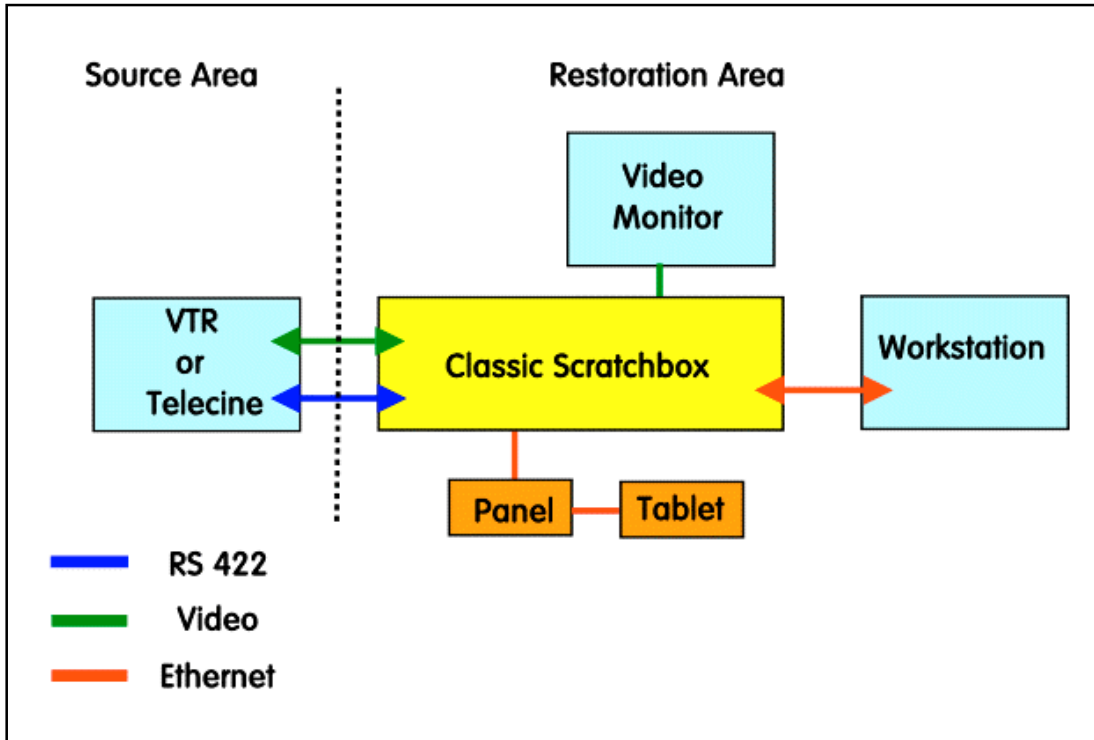 Source Area
Restoration Area
Video
Monitor
VTR
or
Telecine
Classic Scratchbox
Workstation
Panel
Tablet
RS 422
Video
Ethernet